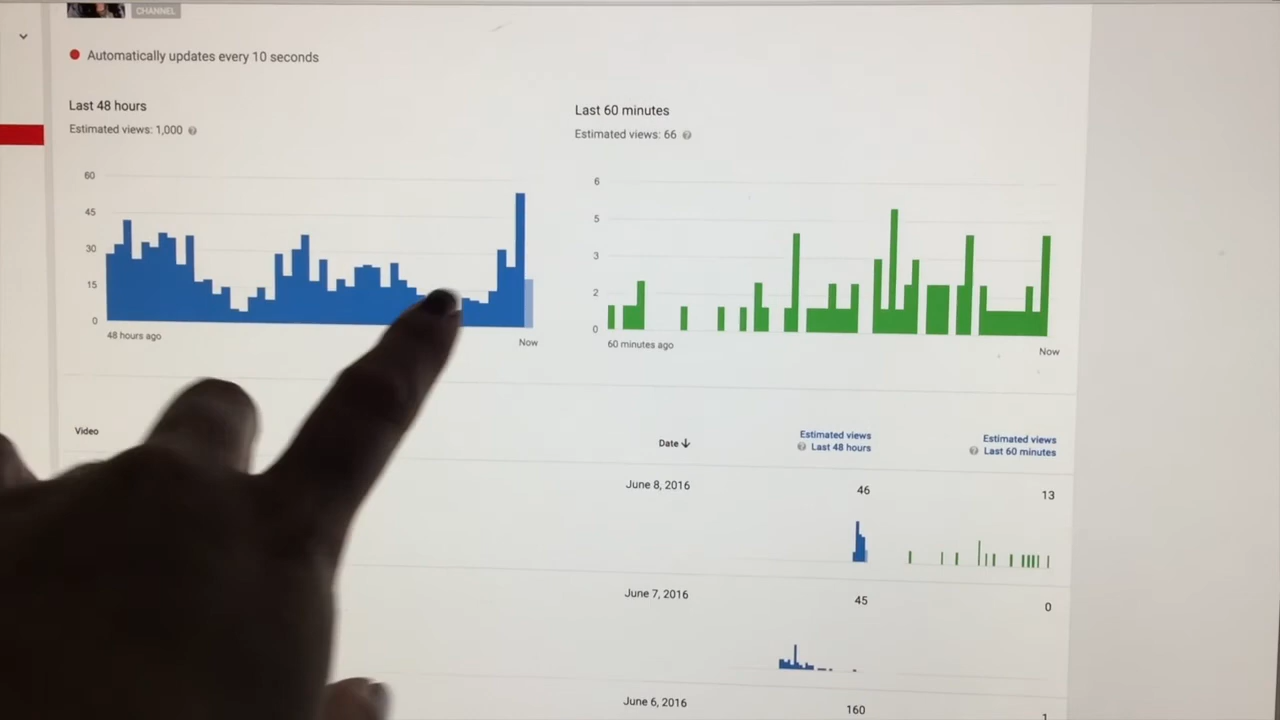 CHANNEL
Automatically updates every 10 seconds
Last 48 hours
Estimated views: 1,000
60
45
30
15
0
48 hours ago
Now
Last 60 minutes
Estimated views: 66
6
5
3
2
0
60 minutes ago
Now
Video
Date
Estimated views
Last 48 hours
Estimated views
Last 60 minutes
June 8, 2016
46
13
June 7, 2016
45
0
June 6, 2016
160
1